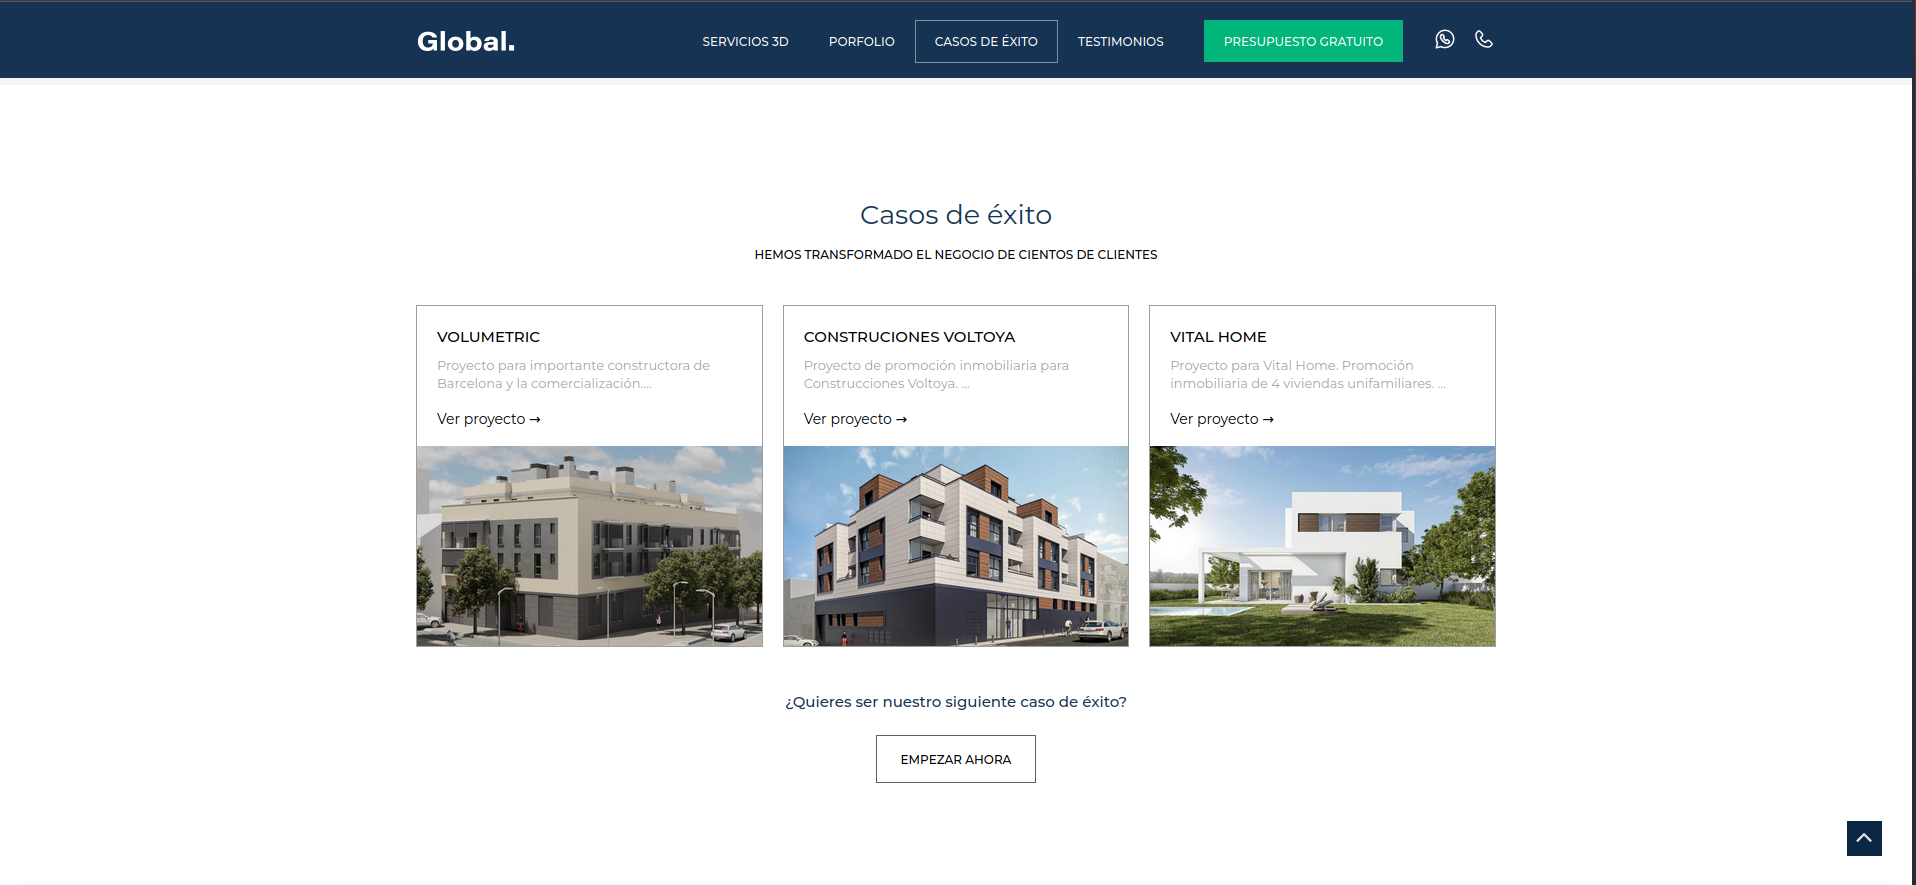 Global.
SERVICIOS 3D
PORFOLIO
CASOS DE ÉXITO
TESTIMONIOS
PRESUPUESTO GRATUITO
Casos de éxito
HEMOS TRANSFORMADO EL NEGOCIO DE CIENTOS DE CLIENTES
VOLUMETRIC
Proyecto para importante constructora de
Barcelona y la comercialización....
Ver proyecto →
CONSTRUCIONES VOLTOYA
Proyecto de promoción inmobiliaria para
Construcciones Voltoya. ...
Ver proyecto →
VITAL HOME
Proyecto para Vital Home. Promoción
inmobiliaria de 4 viviendas unifamiliares. ...
Ver proyecto →
¿Quieres ser nuestro siguiente caso de éxito?
EMPEZAR AHORA